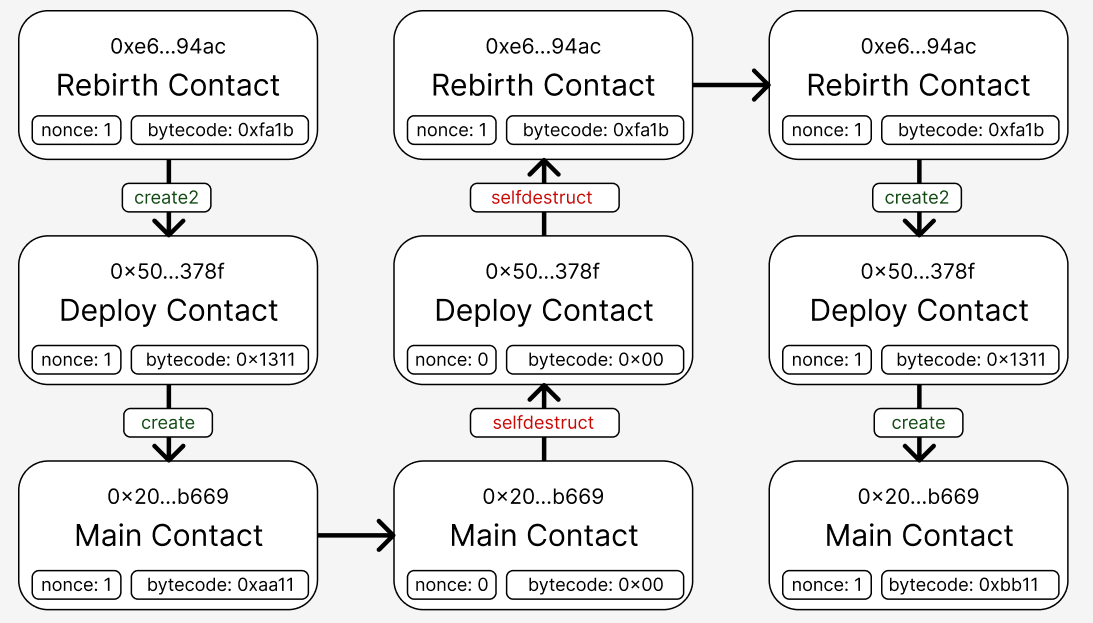 0xe6...94ac
Rebirth Contact
nonce: 1
bytecode: 0xfa1b
create2
0×50...378f
Deploy Contact
nonce: 1
bytecode: 0×1311
create
0×20...b669
Main Contact
nonce: 1
bytecode: 0xaa11
0xe6...94ac
Rebirth Contact
nonce: 1
bytecode: 0xfa1b
selfdestruct
0×50...378f
Deploy Contact
nonce: 0
bytecode: 0×00
selfdestruct
0×20...b669
Main Contact
nonce: 0
bytecode: 0×00
0xe6...94ac
Rebirth Contact
nonce: 1
bytecode: 0xfa1b
create2
0×50...378f
Deploy Contact
nonce: 1
bytecode: 0×1311
create
0×20...b669
Main Contact
nonce: 1
bytecode: 0xbb11